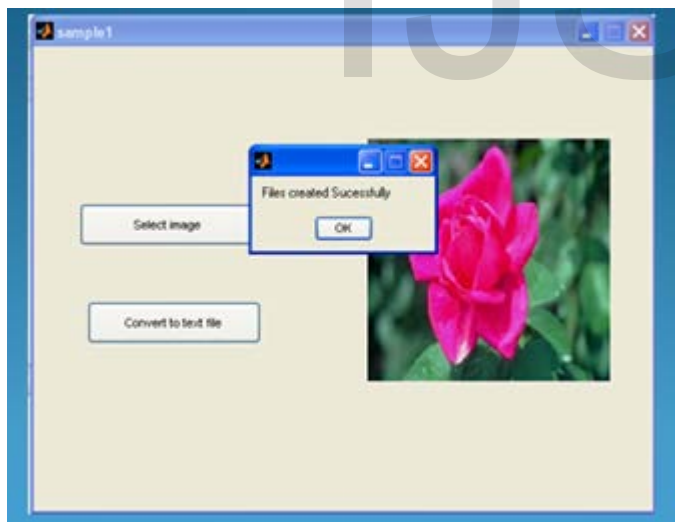 sample1
Files created Sucessfully
OK
Select image
Convert to text file